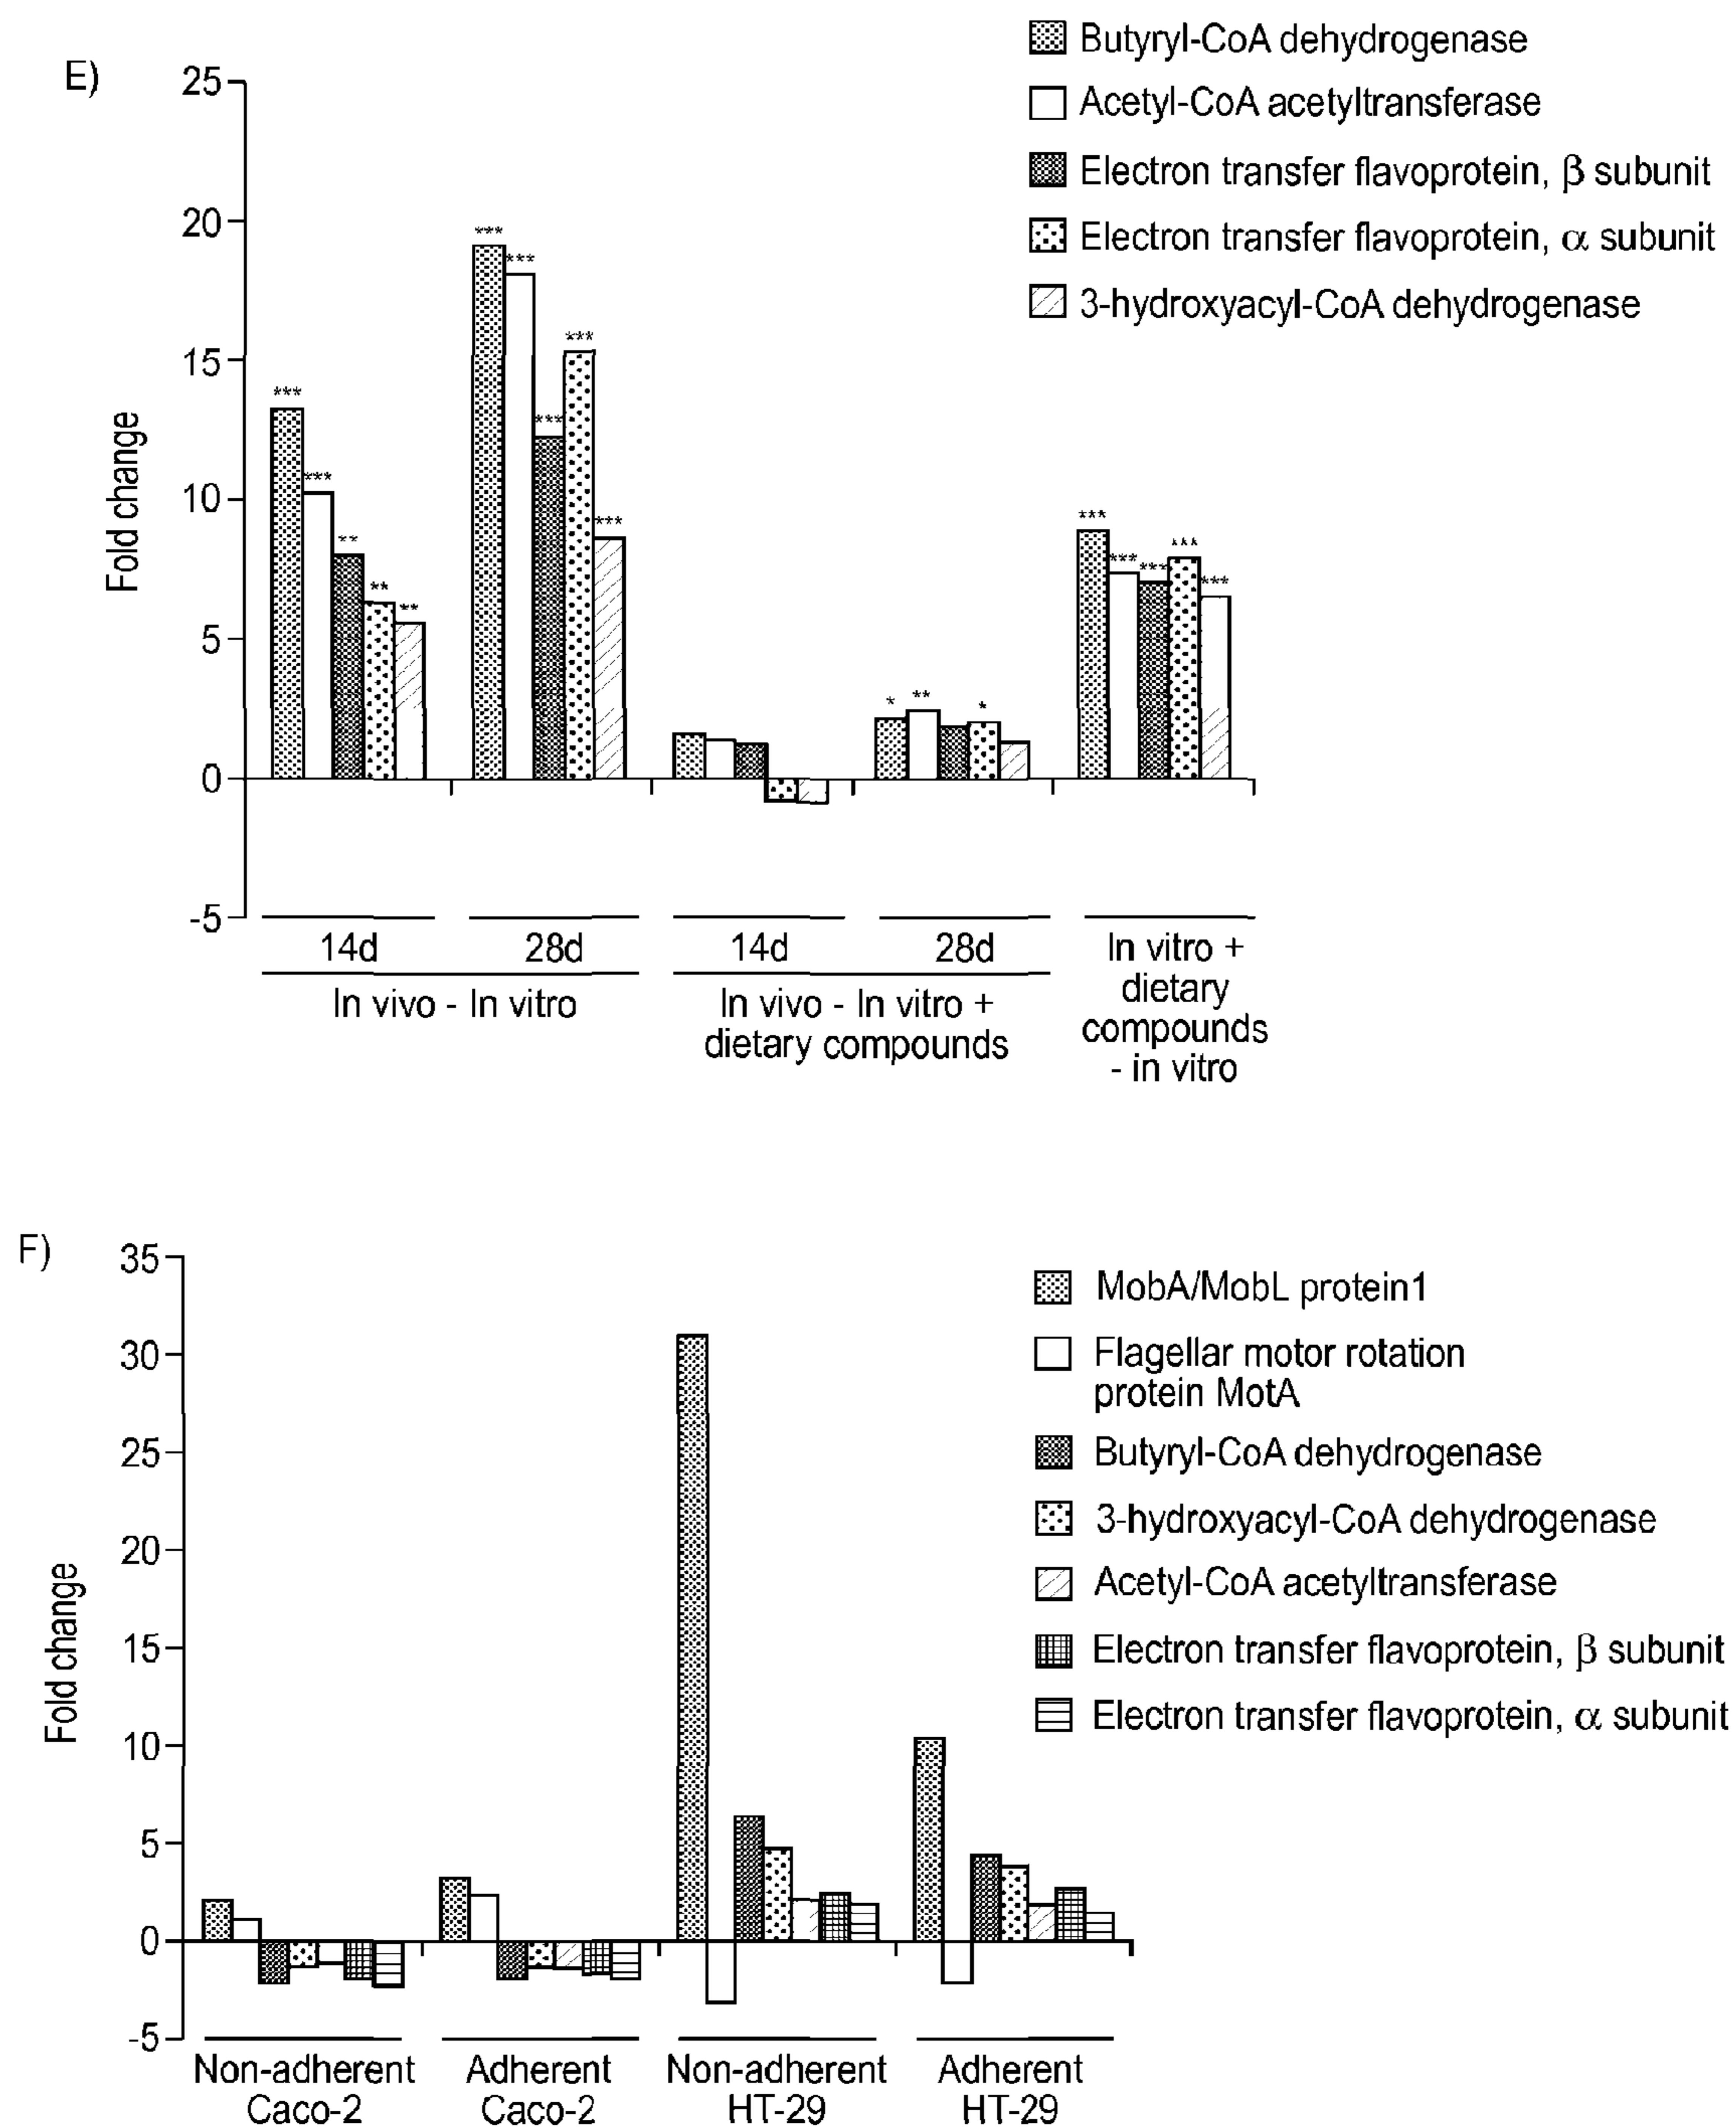 E)
Fold change
25
20
15
10
5
0
-5
Butyryl-CoA dehydrogenase
Acetyl-CoA acetyltransferase
Electron transfer flavoprotein, β subunit
Electron transfer flavoprotein, α subunit
3-hydroxyacyl-CoA dehydrogenase
*** *** ** ** **
*** *** *** *** ***
* ** *
*** *** *** *** ***
14d
28d
14d
28d
In vivo - In vitro
In vivo - In vitro +
dietary compounds
In vitro +
dietary
compounds
- in vitro
F)
Fold change
35
30
25
20
15
10
5
0
-5
MobA/MobL protein1
Flagellar motor rotation
protein MotA
Butyryl-CoA dehydrogenase
3-hydroxyacyl-CoA dehydrogenase
Acetyl-CoA acetyltransferase
Electron transfer flavoprotein, β subunit
Electron transfer flavoprotein, α subunit
Non-adherent
Caco-2
Adherent
Caco-2
Non-adherent
HT-29
Adherent
HT-29